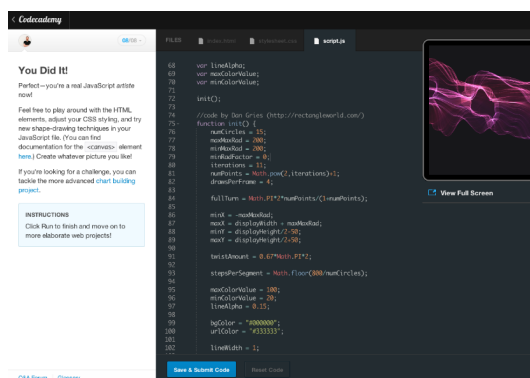 < Codecademy
FILES
index.html
stylesheet.css
script.js
You Did It!
Perfect—you're a real JavaScript artiste
now!
Feel free to play around with the HTML
elements, adjust your CSS styling, and try
new shape-drawing techniques in your
JavaScript file. (You can find
documentation for the <canvas> element
here.) Create whatever picture you like!
If you're looking for a challenge, you can
tackle the more advanced chart building
project.
INSTRUCTIONS
Click Run to finish and move on to
more elaborate web projects!
Q&A Forum
Glossary
68 var lineAlpha;
69 var maxColorValue;
70 var minColorValue;
71
72 init();
73
74 //code by Dan Gries (http://rectangleworld.com/)
75 function init() {
76 numCircles = 15;
77 maxMaxRad = 200;
78 minMaxRad = 200;
79 minRadFactor = 0;
80 iterations = 11;
81 numPoints = Math.pow(2,iterations)+1;
82 drawsPerFrame = 4;
83
84 fullTurn = Math.PI*2*numPoints/(1+numPoints);
85
86 minX = -maxMaxRad;
87 maxX = displayWidth + maxMaxRad;
88 minY = displayHeight/2-50;
89 maxY = displayHeight/2+50;
90
91 twistAmount = 0.67*Math.PI*2;
92
93 stepsPerSegment = Math.floor(800/numCircles);
94
95 maxColorValue = 100;
96 minColorValue = 20;
97 lineAlpha = 0.15;
98
99 bgColor = "#000000";
100 urlColor = "#333333";
101
102 lineWidth = 1;
Save & Submit Code
Reset Code
View Full Screen